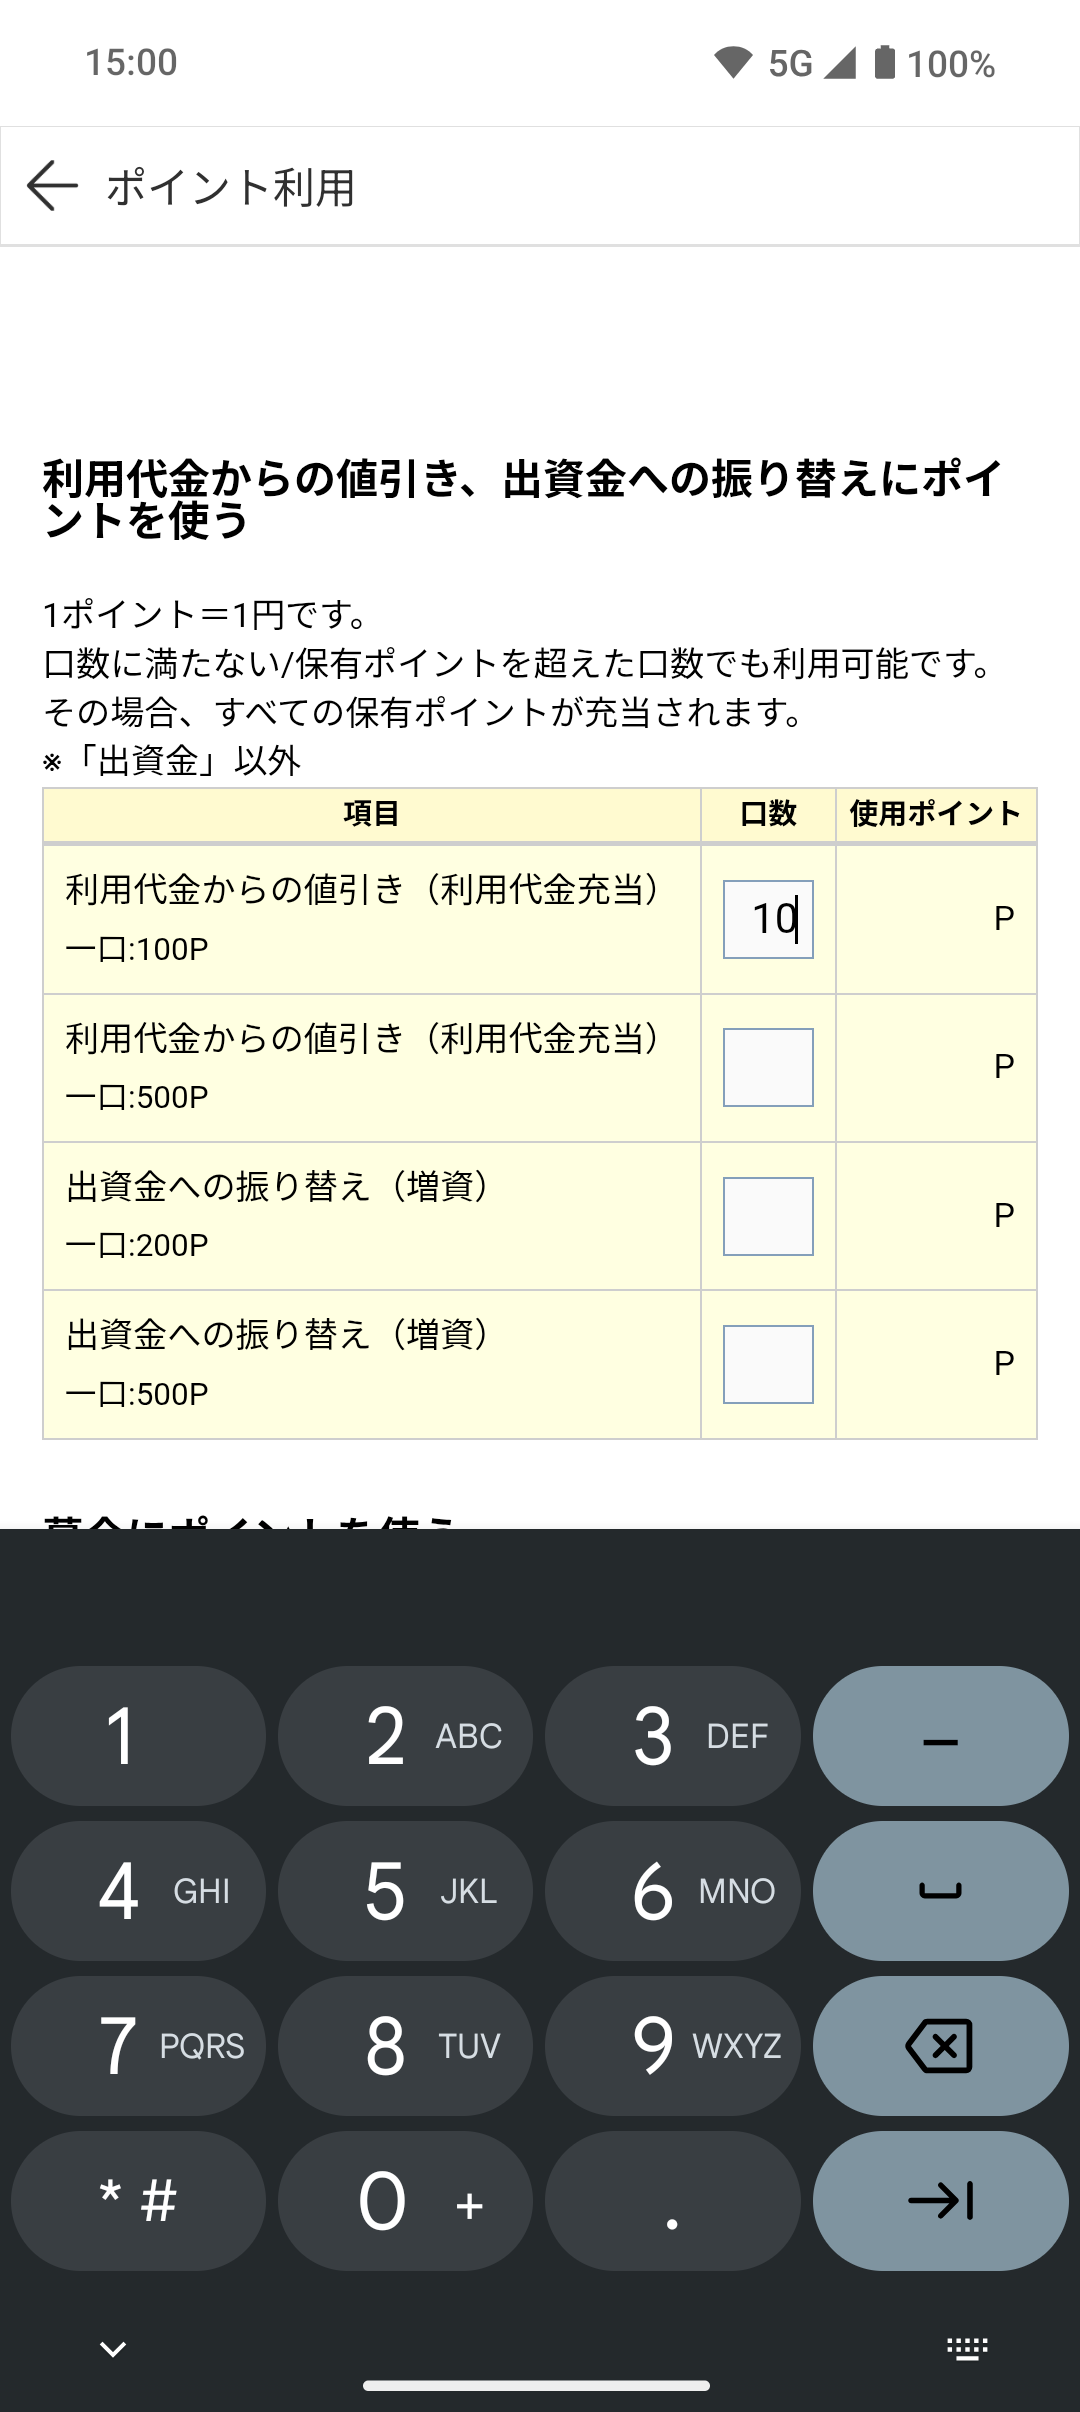 15:00
5G
100%
ポイント利用
利用代金からの値引き、出資金への振り替えにポイ
ントを使う
1ポイント＝1円です。
口数に満たない/保有ポイントを超えた口数でも利用可能です。
その場合、すべての保有ポイントが充当されます。
※「出資金」以外
項目 口数 使用ポイント
利用代金からの値引き（利用代金充当）
一口:100P
10
P
利用代金からの値引き（利用代金充当）
一口:500P
P
出資金への振り替え（増資）
一口:200P
P
出資金への振り替え（増資）
一口:500P
P
募金にポイントを使う
1
2 ABC
3 DEF
–
4 GHI
5 JKL
6 MNO
7 PQRS
8 TUV
9 WXYZ
* #
0 +
.